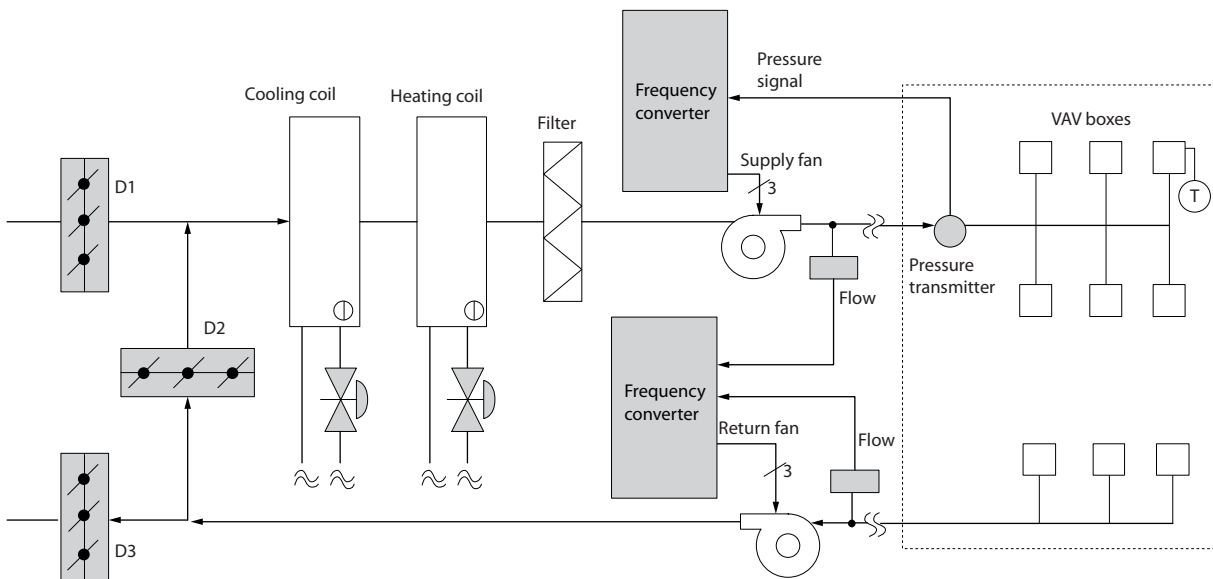 Pressure
signal
Cooling coil
Heating coil
Frequency
converter
VAV boxes
Filter
Supply fan
3
D1
T
Pressure
transmitter
Flow
D2
Frequency
converter
Return fan
Flow
3
D3